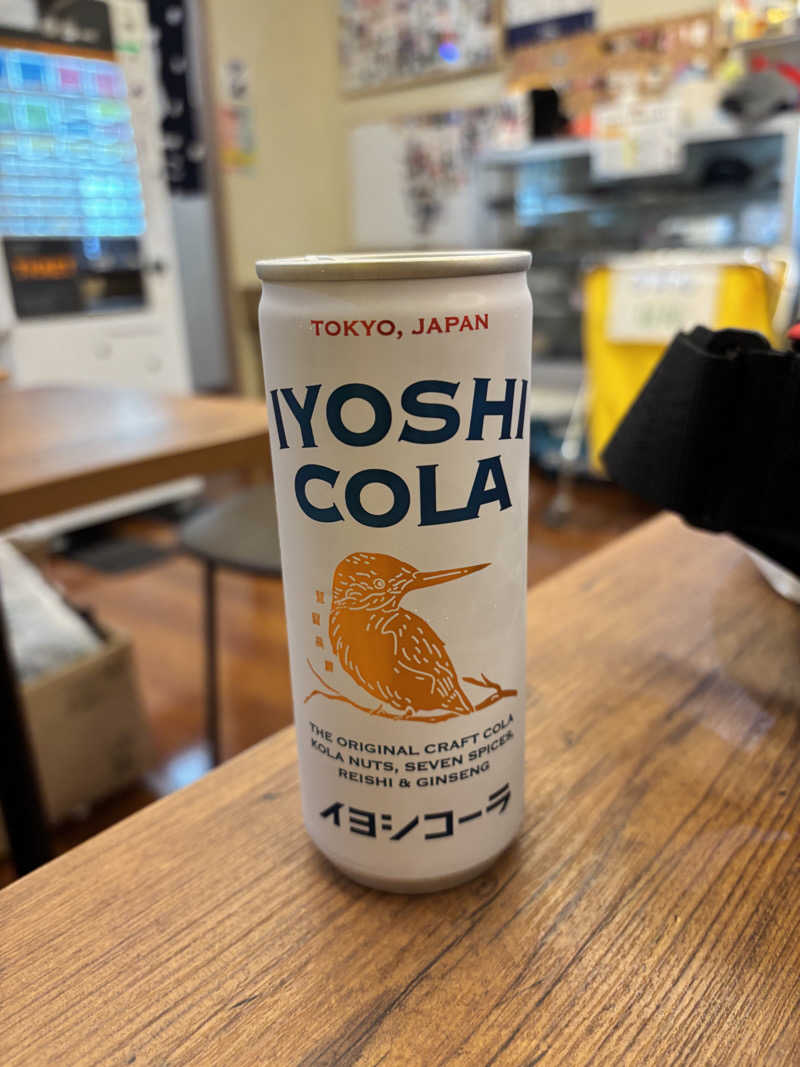 TOKYO, JAPAN
IYOSHI
COLA
THE ORIGINAL CRAFT COLA
KOLA NUTS, SEVEN SPICES,
REISHI & GINSENG
イヨシコーラ